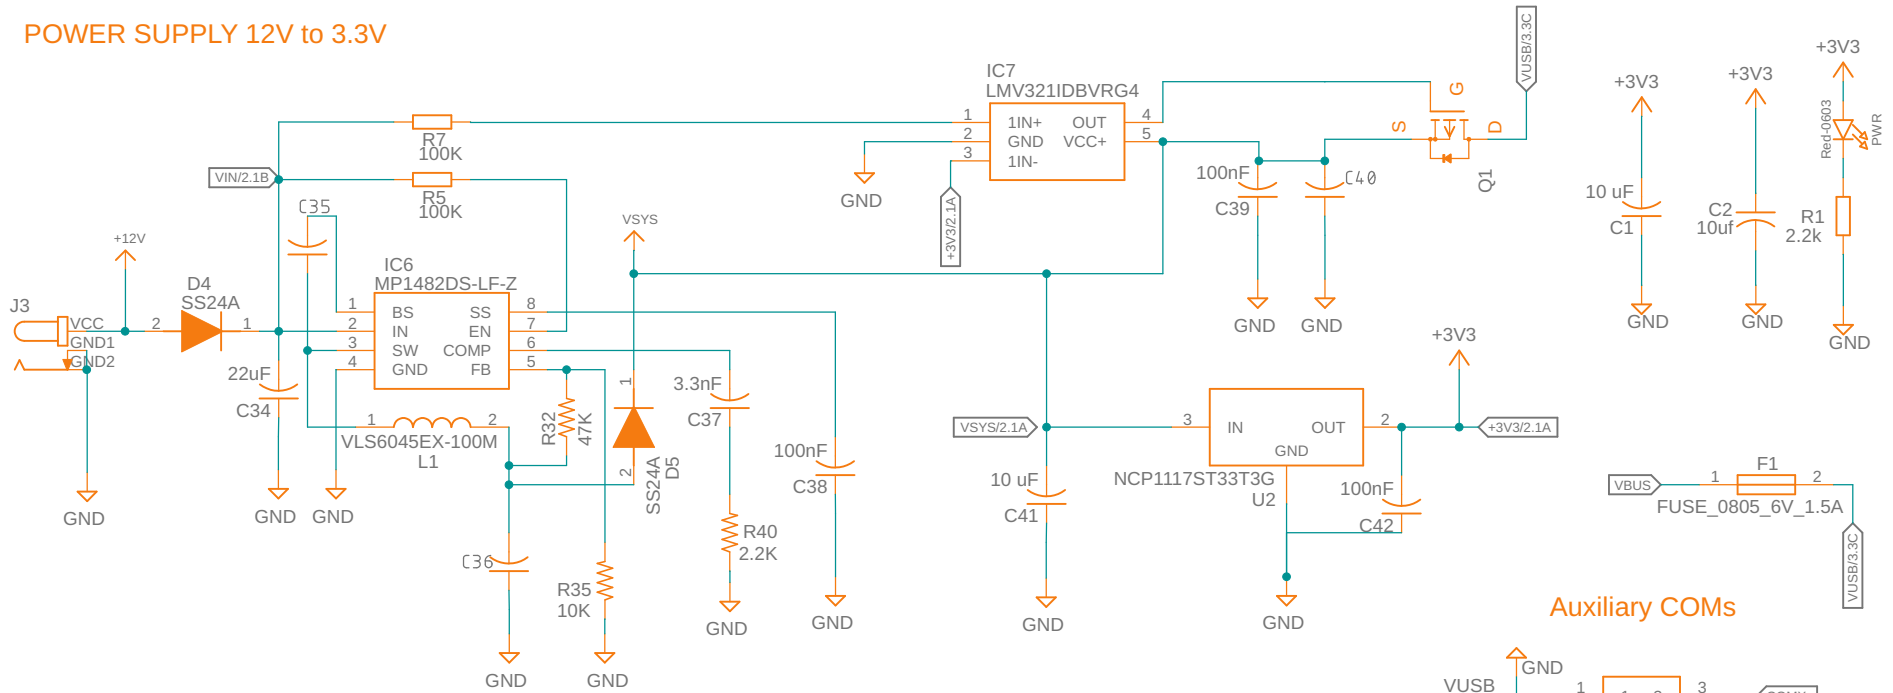 POWER SUPPLY 12V to 3.3V
IC7
LMV321IDBVRG4
1 1IN+ OUT 4
2 GND VCC+ 5
3 1IN-
R7
100K
R5
100K
VIN/2.1B
GND
+3V3/2.1A
G
S D
Q1
VUSB/3.3C
100nF
C39
C40
GND
GND
+3V3
10 uF
C1
GND
+3V3
C2
10uf
GND
+3V3
Red-0603
PWR
R1
2.2k
GND
C35
+12V
VSYS
D4
SS24A
J3
VCC
GND1
GND2
2 1
GND
IC6
MP1482DS-LF-Z
1 BS SS 8
2 IN EN 7
3 SW COMP 6
4 GND FB 5
22uF
C34
GND
GND
1 2
VLS6045EX-100M
L1
R32
47K
1
2
SS24A
D5
3.3nF
C37
100nF
C38
R40
2.2K
GND
GND
C36
R35
10K
GND
GND
VSYS/2.1A
10 uF
C41
GND
3 IN OUT 2
GND
NCP1117ST33T3G
U2
100nF
C42
GND
+3V3
+3V3/2.1A
VBUS
1 F1 2
FUSE_0805_6V_1.5A
VUSB/3.3C
Auxiliary COMs
GND
VUSB
1
3